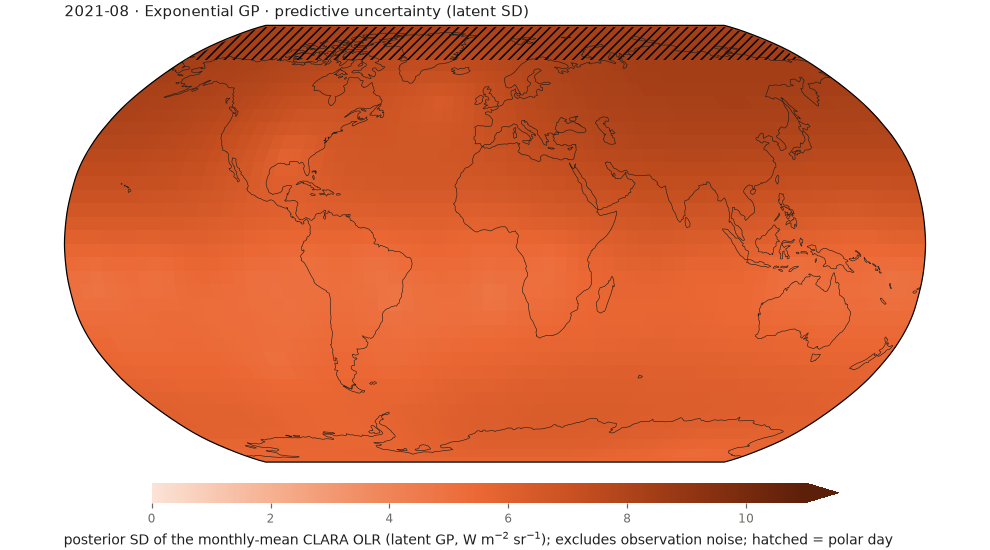 2021-08 · Exponential GP · predictive uncertainty (latent SD)
0 2 4 6 8 10
posterior SD of the monthly-mean CLARA OLR (latent GP, W m⁻² sr⁻¹); excludes observation noise; hatched = polar day